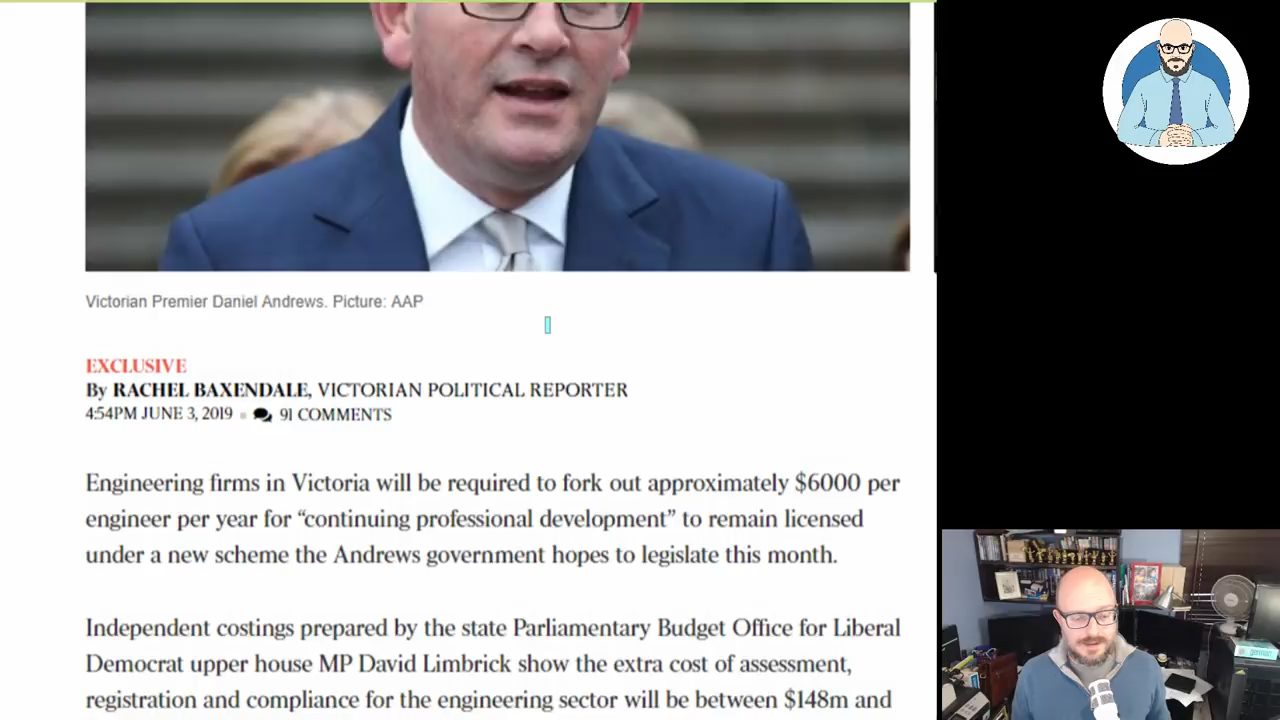 Victorian Premier Daniel Andrews. Picture: AAP
EXCLUSIVE
By RACHEL BAXENDALE, VICTORIAN POLITICAL REPORTER
4:54PM JUNE 3, 2019 91 COMMENTS
Engineering firms in Victoria will be required to fork out approximately $6000 per
engineer per year for “continuing professional development” to remain licensed
under a new scheme the Andrews government hopes to legislate this month.
Independent costings prepared by the state Parliamentary Budget Office for Liberal
Democrat upper house MP David Limbrick show the extra cost of assessment,
registration and compliance for the engineering sector will be between $148m and